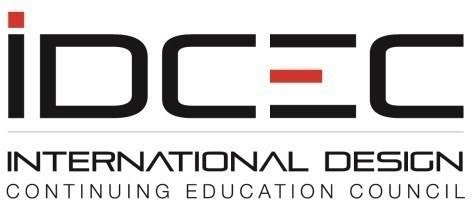 iDCEC
INTERNATIONAL DESIGN
CONTINUING EDUCATION COUNCIL